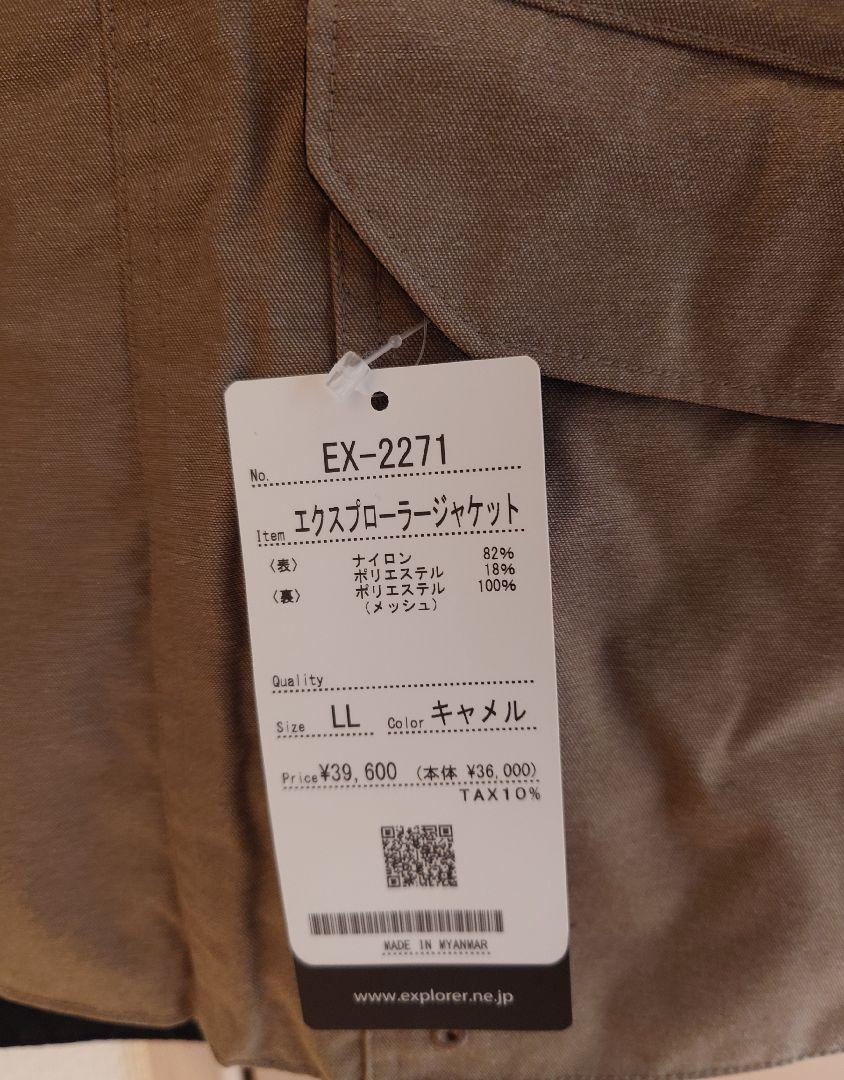 No. EX-2271
Item エクスプローラージャケット
〈表〉 ナイロン 82%
ポリエステル 18%
〈裏〉 ポリエステル 100%
(メッシュ)
Quality
Size LL Color キャメル
Price ¥39,600 (本体 ¥36,000)
TAX10%
MADE IN MYANMAR
www.explorer.ne.jp